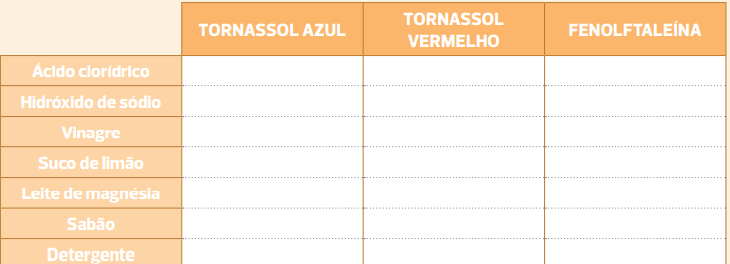 TORNASSOL AZUL
TORNASSOL
VERMELHO
FENOLFTALEÍNA
Ácido clorídrico
Hidróxido de sódio
Vinagre
Suco de limão
Leite de magnésia
Sabão
Detergente